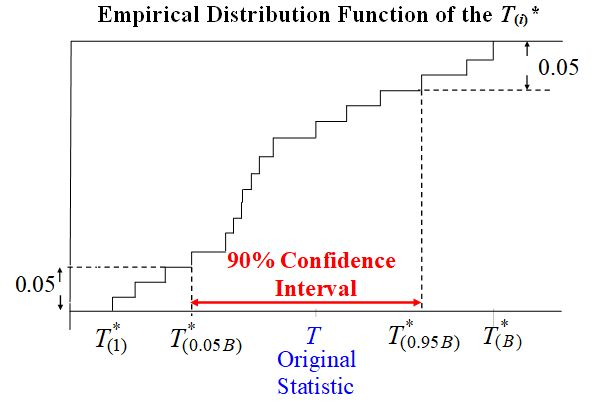 Empirical Distribution Function of the T(i)*
0.05
90% Confidence
Interval
0.05
T*(1) T*(0.05B) T T*(0.95B) T*(B)
Original
Statistic